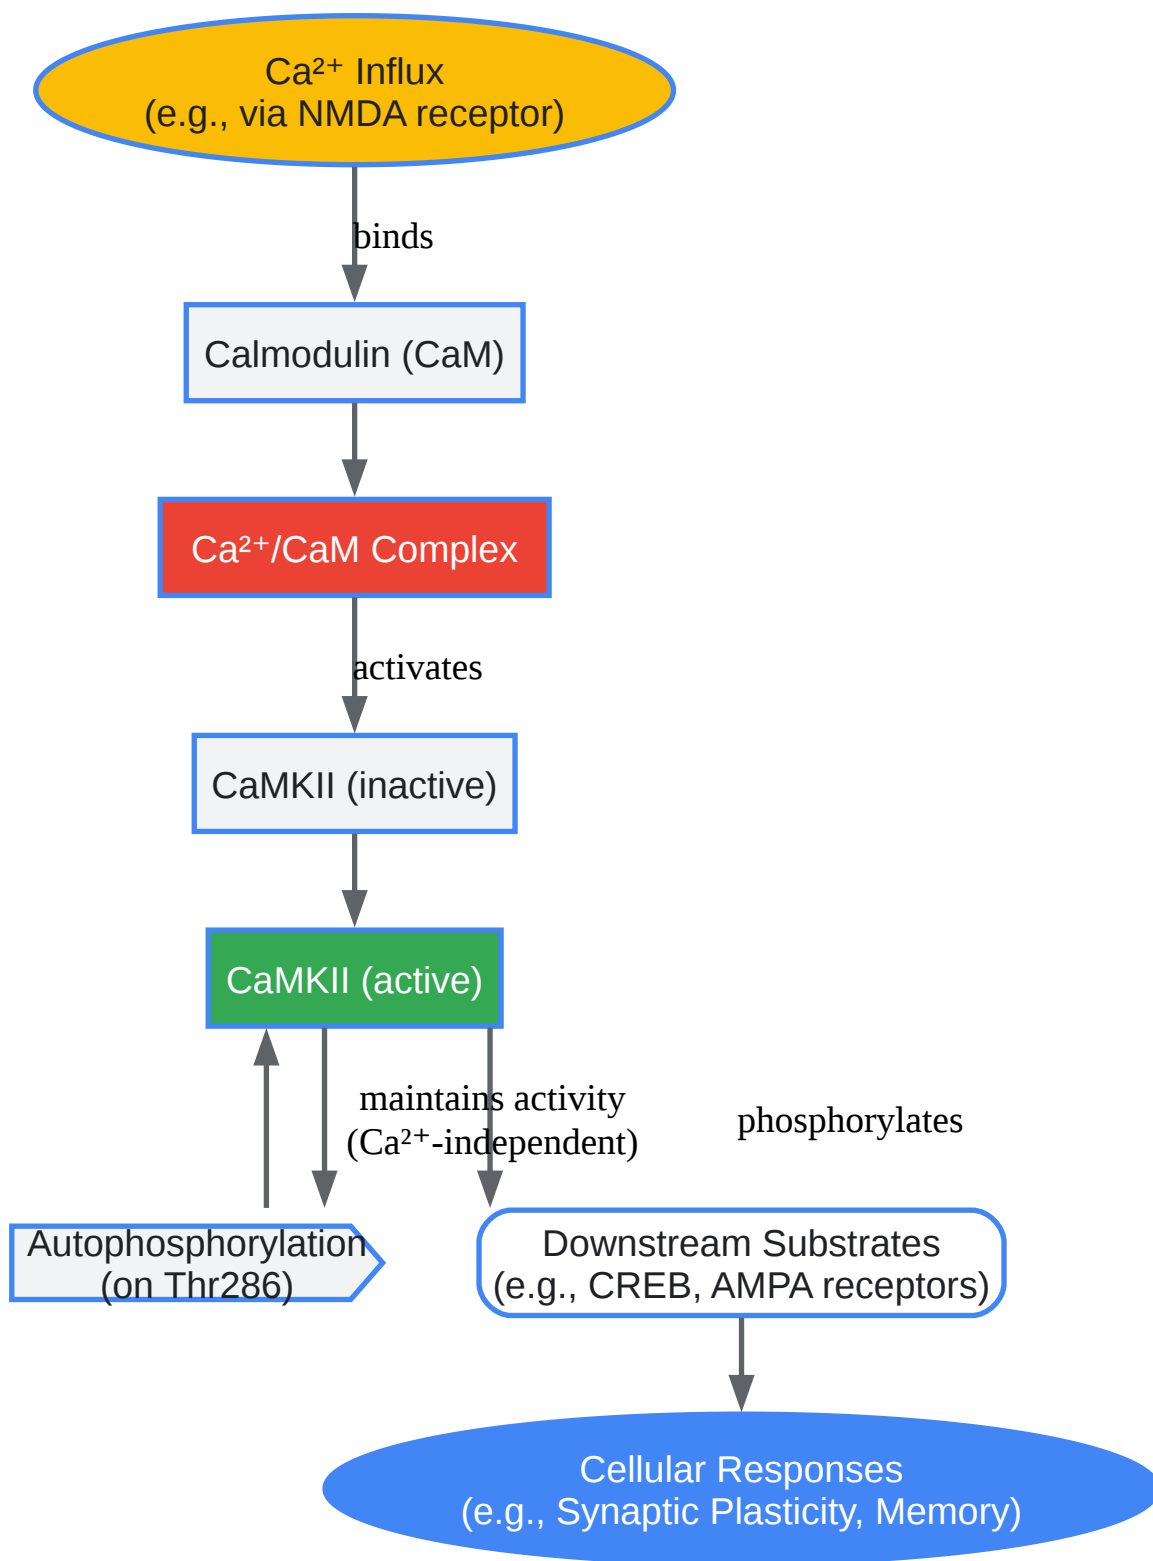 Ca²⁺ Influx
(e.g., via NMDA receptor)
binds
Calmodulin (CaM)
Ca²⁺/CaM Complex
activates
CaMKII (inactive)
CaMKII (active)
maintains activity
(Ca²⁺-independent)
phosphorylates
Autophosphorylation
(on Thr286)
Downstream Substrates
(e.g., CREB, AMPA receptors)
Cellular Responses
(e.g., Synaptic Plasticity, Memory)